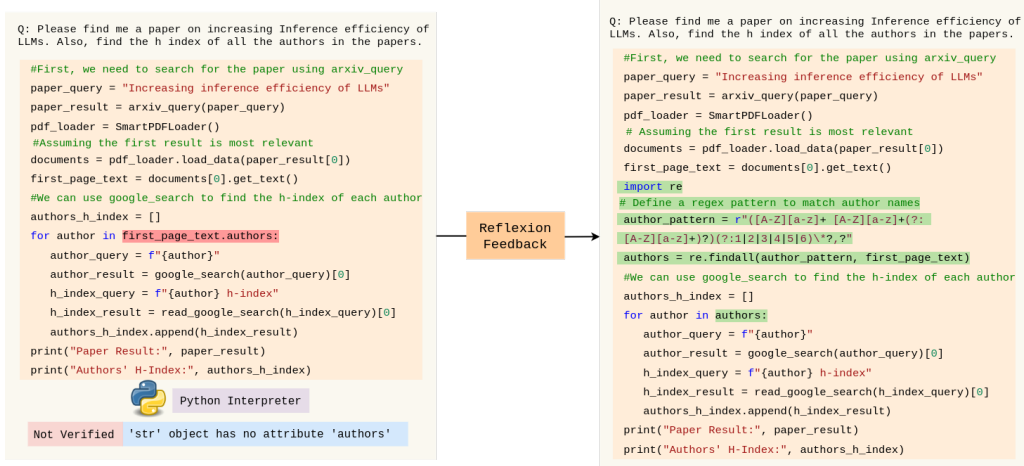 Q: Please find me a paper on increasing Inference efficiency of
LLMs. Also, find the h index of all the authors in the papers.
#First, we need to search for the paper using arxiv_query
paper_query = "Increasing inference efficiency of LLMs"
paper_result = arxiv_query(paper_query)
pdf_loader = SmartPDFLoader()
#Assuming the first result is most relevant
documents = pdf_loader.load_data(paper_result[0])
first_page_text = documents[0].get_text()
#We can use google_search to find the h-index of each author
authors_h_index = []
for author in first_page_text.authors:
author_query = f"{author}"
author_result = google_search(author_query)[0]
h_index_query = f"{author} h-index"
h_index_result = read_google_search(h_index_query)[0]
authors_h_index.append(h_index_result)
print("Paper Result:", paper_result)
print("Authors' H-Index:", authors_h_index)
Python Interpreter
Not Verified 'str' object has no attribute 'authors'
Reflexion
Feedback
Q: Please find me a paper on increasing Inference efficiency of
LLMs. Also, find the h index of all the authors in the papers.
#First, we need to search for the paper using arxiv_query
paper_query = "Increasing inference efficiency of LLMs"
paper_result = arxiv_query(paper_query)
pdf_loader = SmartPDFLoader()
# Assuming the first result is most relevant
documents = pdf_loader.load_data(paper_result[0])
first_page_text = documents[0].get_text()
import re
# Define a regex pattern to match author names
author_pattern = r"([A-Z][a-z]+ [A-Z][a-z]+(?:
[A-Z][a-z]+)?)(?:1|2|3|4|5|6)\*?,?"
authors = re.findall(author_pattern, first_page_text)
#We can use google_search to find the h-index of each author
authors_h_index = []
for author in authors:
author_query = f"{author}"
author_result = google_search(author_query)[0]
h_index_query = f"{author} h-index"
h_index_result = read_google_search(h_index_query)[0]
authors_h_index.append(h_index_result)
print("Paper Result:", paper_result)
print("Authors' H-Index:", authors_h_index)